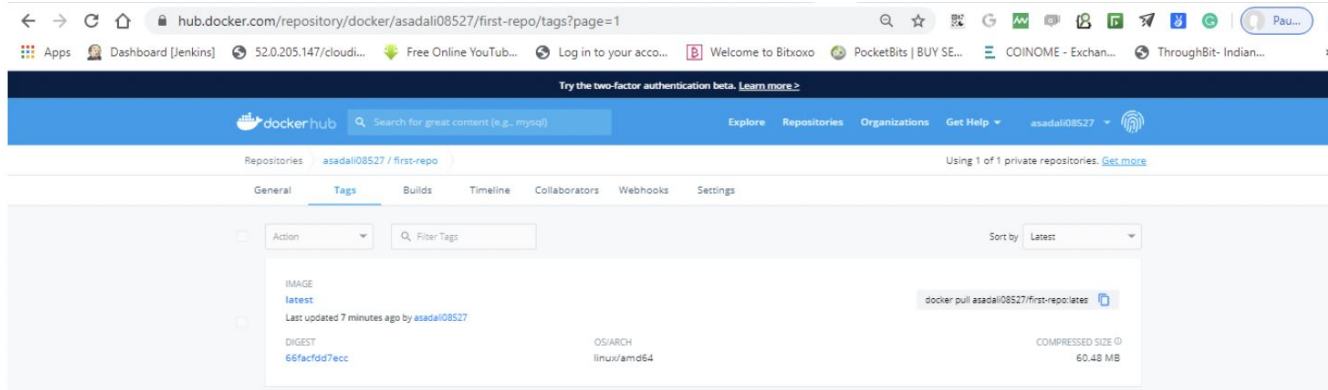 hub.docker.com/repository/docker/asadali08527/first-repo/tags?page=1
Pau...
Apps Dashboard [Jenkins] 52.0.205.147/cloudi... Free Online YouTub... Log in to your acco... Welcome to Bitxoxo PocketBits | BUY SE... COINOME - Exchan... ThroughBit- Indian...
Try the two-factor authentication beta. Learn more >
dockerhub Search for great content (e.g., mysql) Explore Repositories Organizations Get Help asadali08527
Repositories asadali08527 / first-repo Using 1 of 1 private repositories. Get more
General Tags Builds Timeline Collaborators Webhooks Settings
Action Filter Tags Sort by Latest
IMAGE
latest
docker pull asadali08527/first-repo:lates
Last updated 7 minutes ago by asadali08527
DIGEST OS/ARCH COMPRESSED SIZE
66facfdd7ecc linux/amd64 60.48 MB